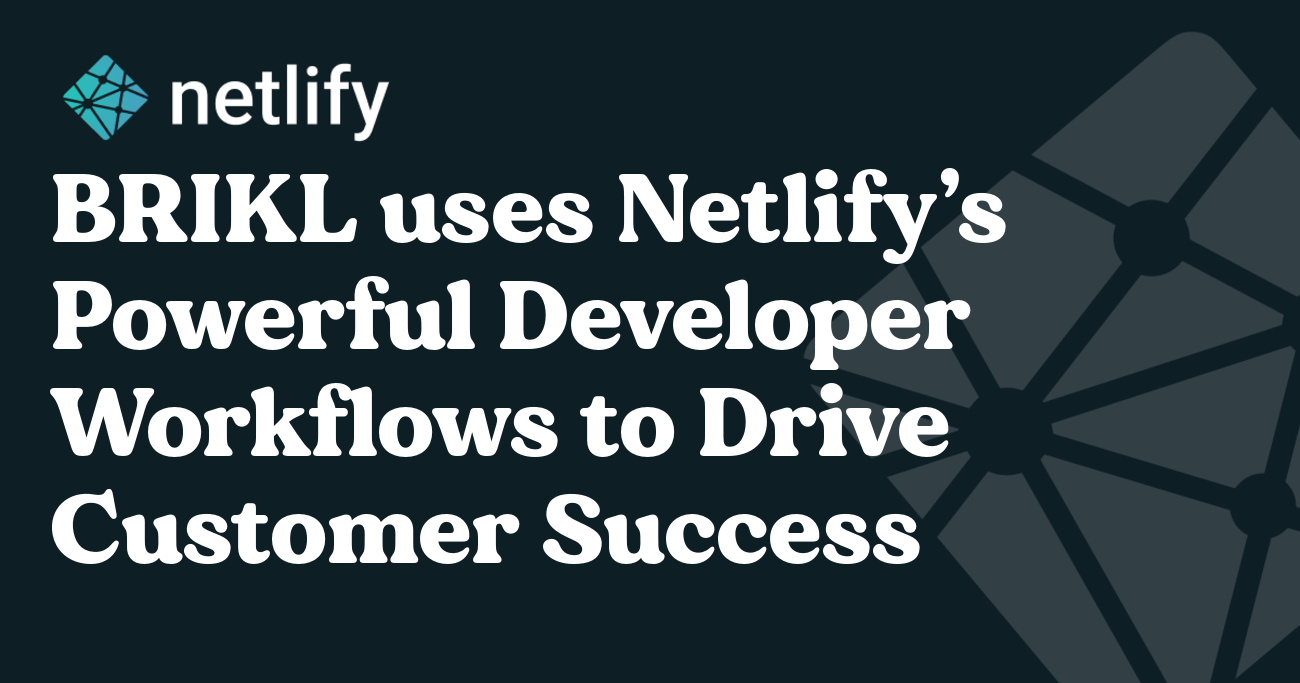 netlify
BRIKL uses Netlify’s
Powerful Developer
Workflows to Drive
Customer Success